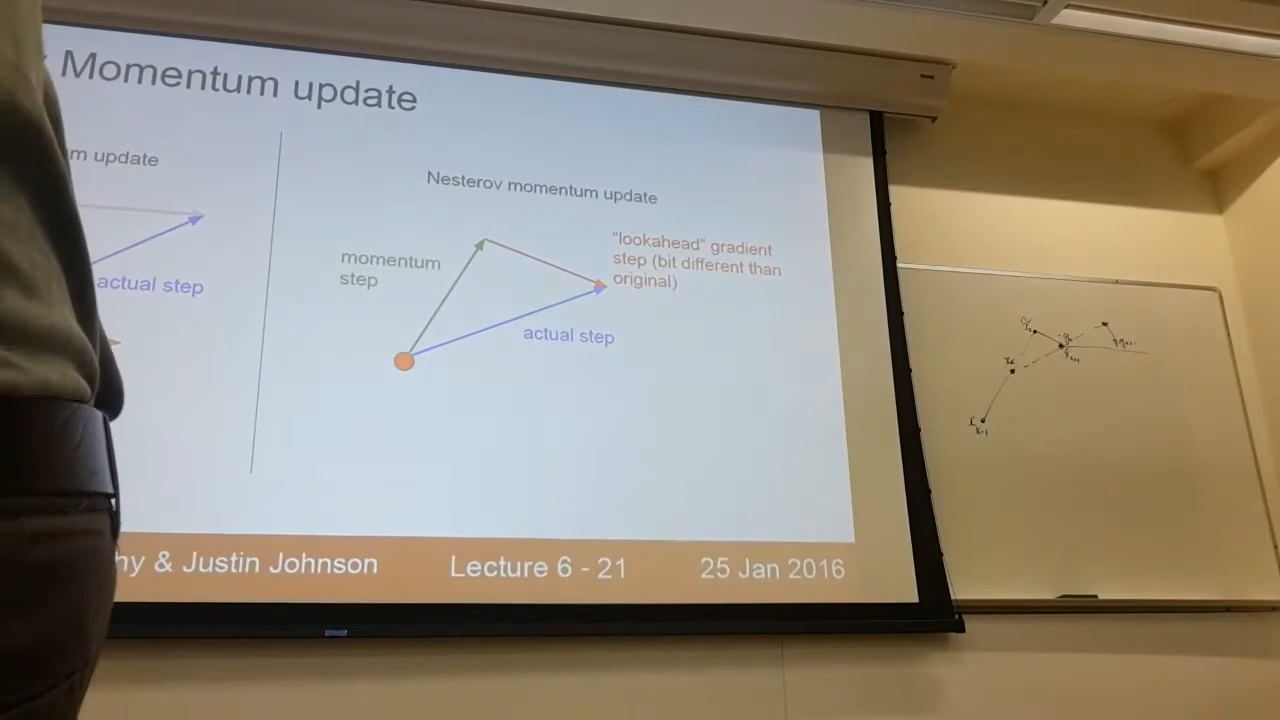 Momentum update
m update
actual step
Nesterov momentum update
momentum
step
"lookahead" gradient
step (bit different than
original)
actual step
hy & Justin Johnson
Lecture 6 - 21
25 Jan 2016